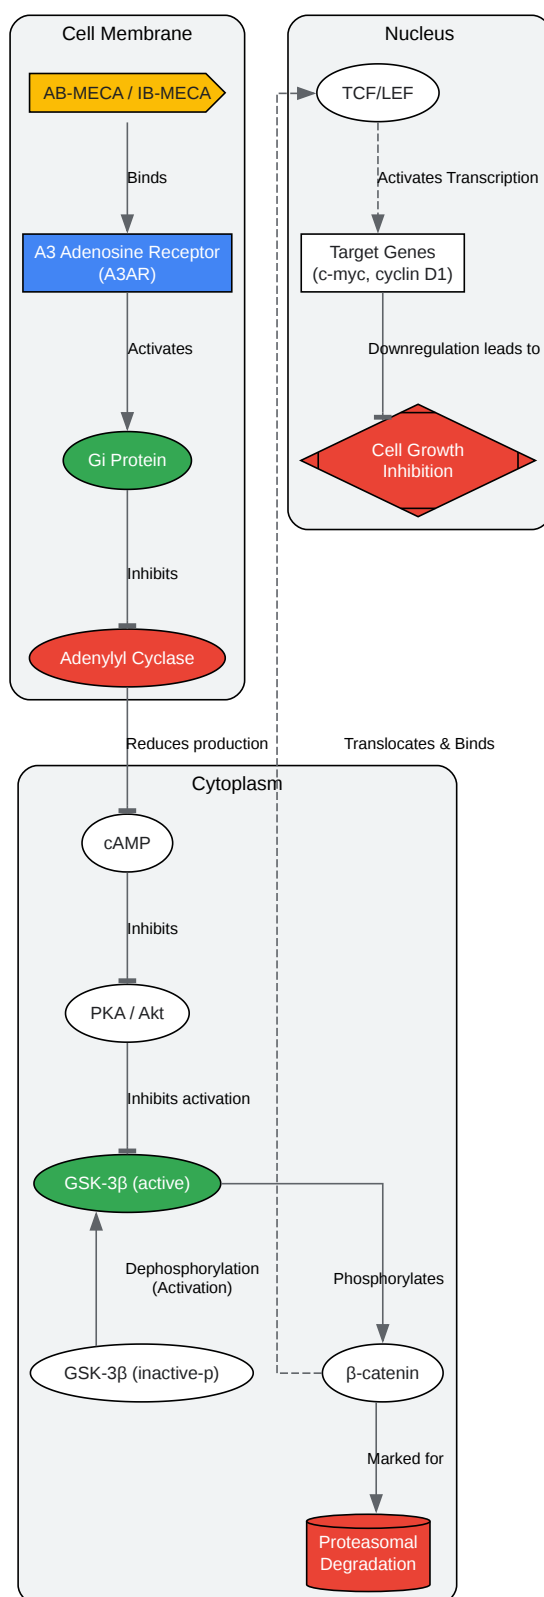 Cell Membrane
AB-MECA / IB-MECA
Binds
A3 Adenosine Receptor
(A3AR)
Activates
Gi Protein
Inhibits
Adenylyl Cyclase
Reduces production
Nucleus
TCF/LEF
Activates Transcription
Target Genes
(c-myc, cyclin D1)
Downregulation leads to
Cell Growth
Inhibition
Translocates & Binds
Cytoplasm
cAMP
Inhibits
PKA / Akt
Inhibits activation
GSK-3β (active)
Dephosphorylation
(Activation)
Phosphorylates
GSK-3β (inactive-p)
β-catenin
Marked for
Proteasomal
Degradation